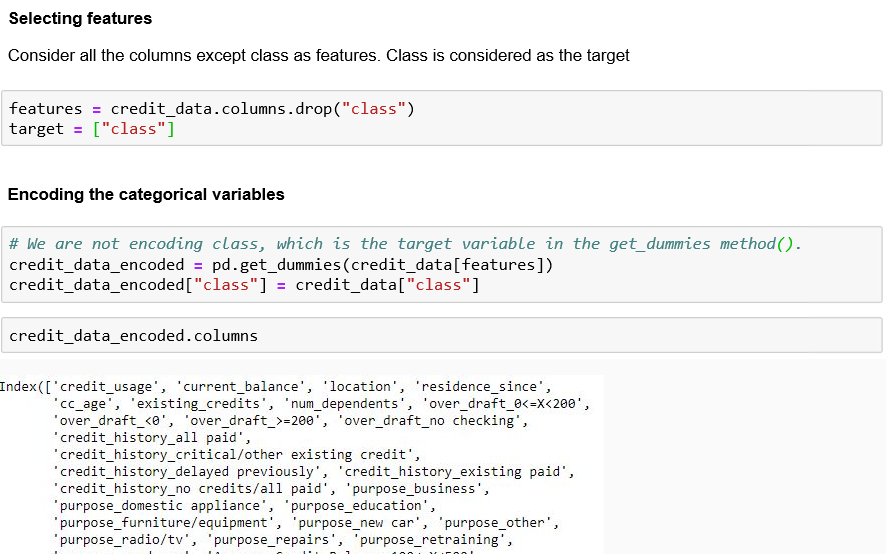 Selecting features
Consider all the columns except class as features. Class is considered as the target
features = credit_data.columns.drop("class")
target = ["class"]
Encoding the categorical variables
# We are not encoding class, which is the target variable in the get_dummies method().
credit_data_encoded = pd.get_dummies(credit_data[features])
credit_data_encoded["class"] = credit_data["class"]
credit_data_encoded.columns
Index(['credit_usage', 'current_balance', 'location', 'residence_since',
'cc_age', 'existing_credits', 'num_dependents', 'over_draft_0<=X<200',
'over_draft_<0', 'over_draft_>=200', 'over_draft_no checking',
'credit_history_all paid',
'credit_history_critical/other existing credit',
'credit_history_delayed previously', 'credit_history_existing paid',
'credit_history_no credits/all paid', 'purpose_business',
'purpose_domestic appliance', 'purpose_education',
'purpose_furniture/equipment', 'purpose_new car', 'purpose_other',
'purpose_radio/tv', 'purpose_repairs', 'purpose_retraining',